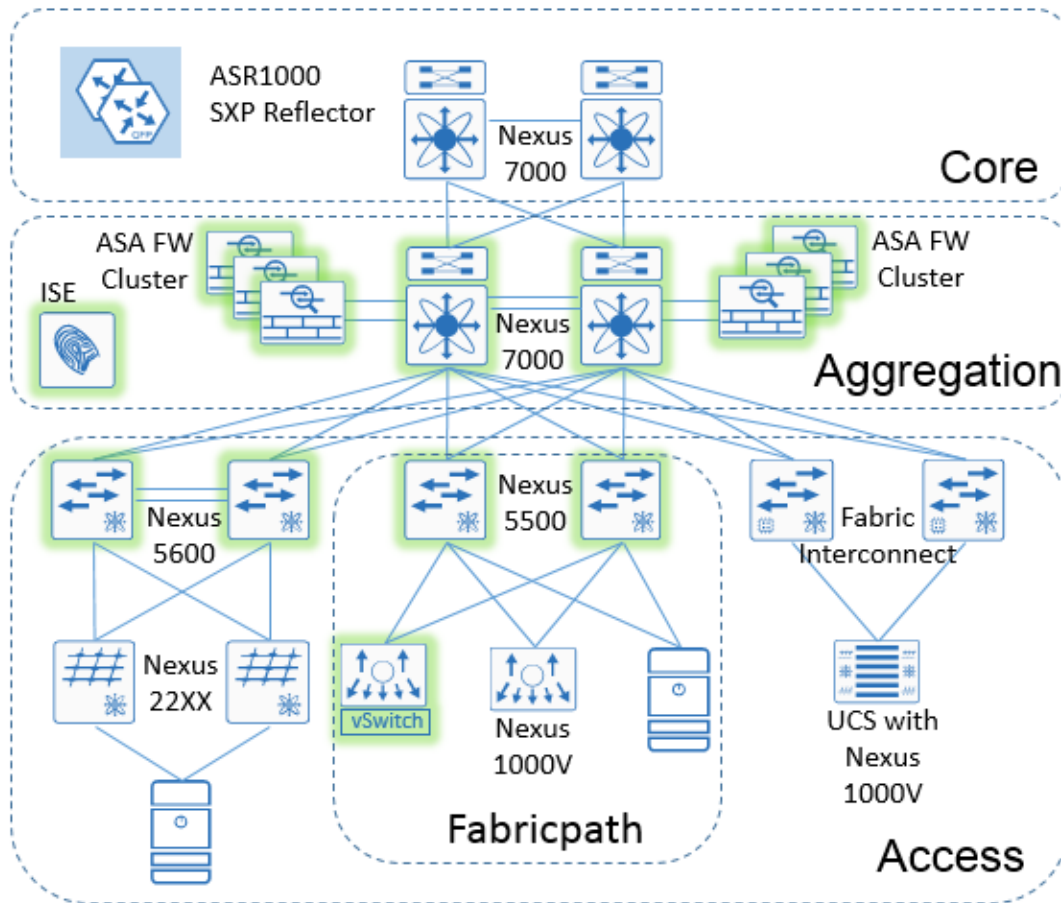 ASR1000
SXP Reflector
QFP
Nexus
7000
Core
ASA FW
Cluster
ASA FW
Cluster
ISE
Nexus
7000
Aggregation
Nexus
5600
Nexus
5500
Fabric
Interconnect
Nexus
22XX
vSwitch
Nexus
1000V
UCS with
Nexus
1000V
Fabricpath
Access